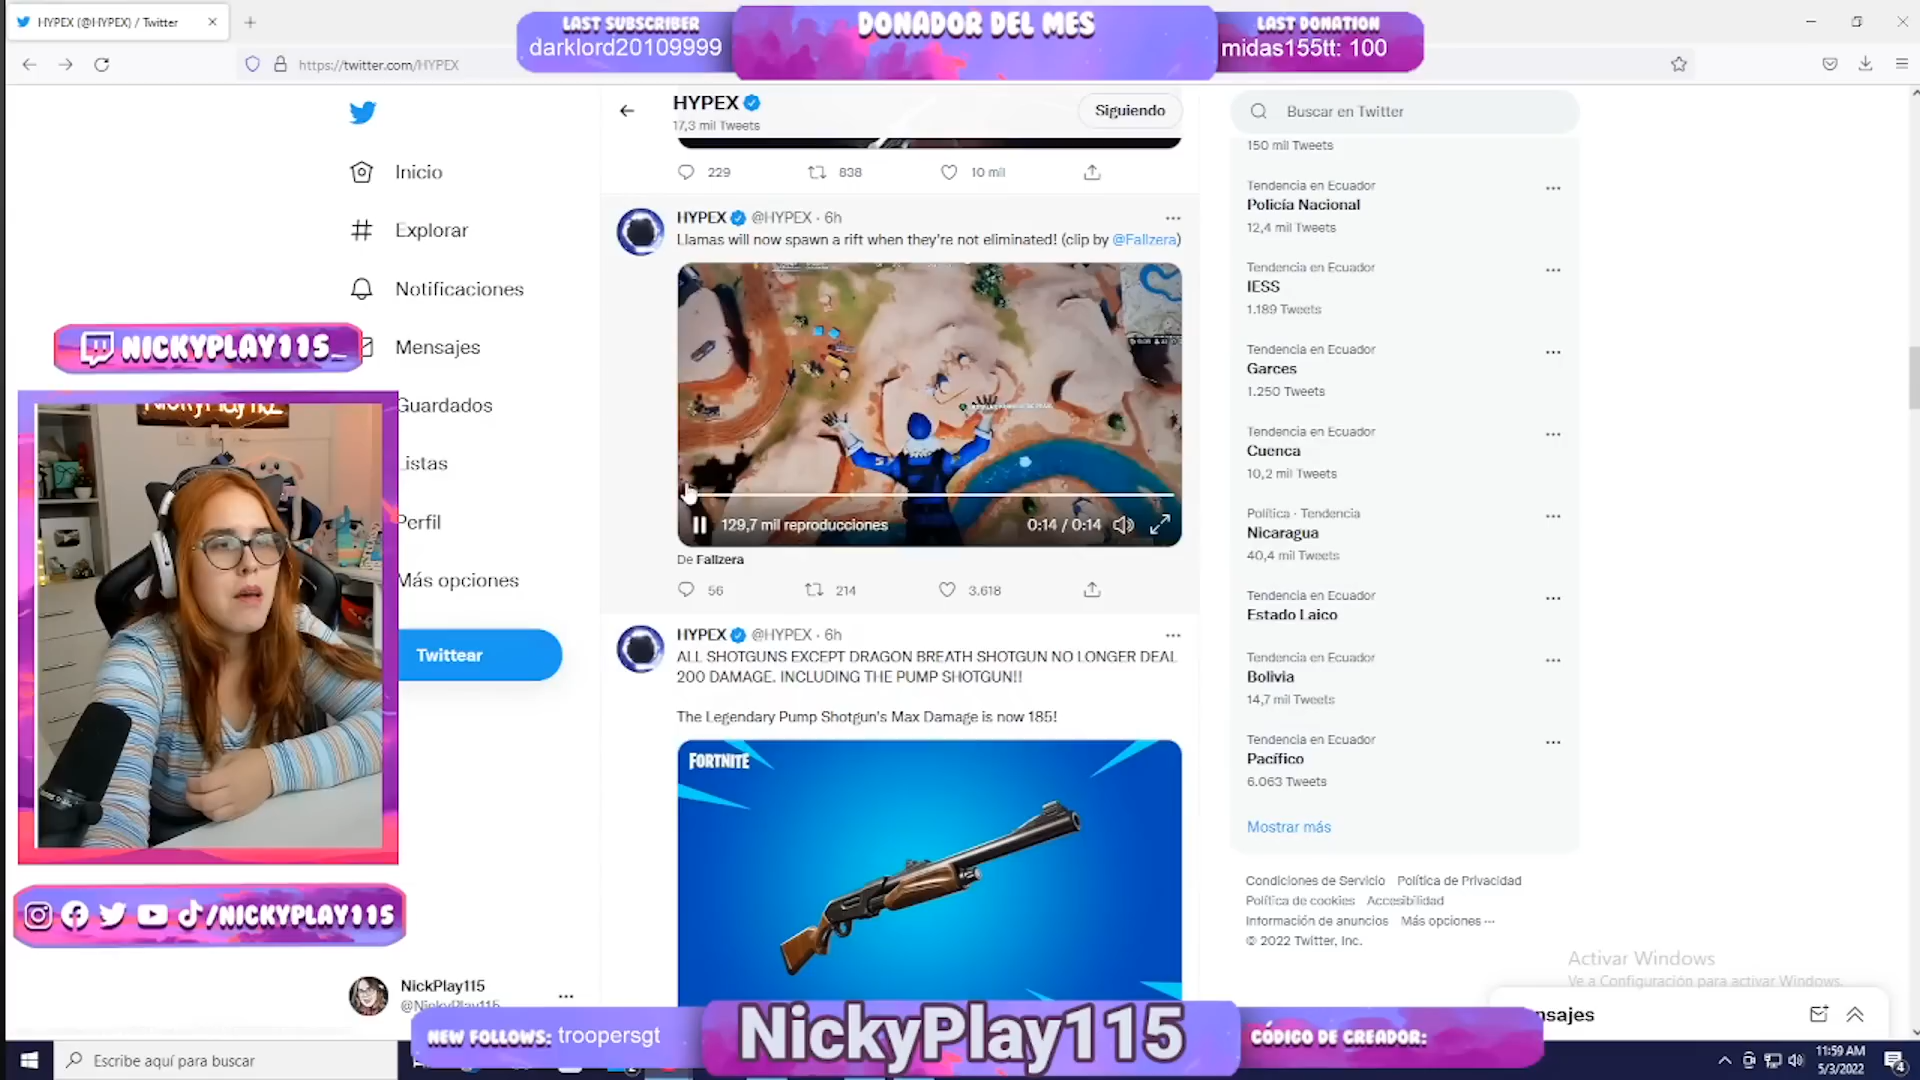 HYPEX (@HYPEX) / Twitter
https://twitter.com/HYPEX
LAST SUBSCRIBER
darklord20109999
DONADOR DEL MES
LAST DONATION
midas155tt: 100
Inicio
Explorar
Notificaciones
Mensajes
Guardados
Listas
Perfil
Más opciones
Twittear
NICKYPLAY115_
/NICKYPLAY115
NickPlay115
@NickyPlay115
HYPEX
17,3 mil Tweets
Siguiendo
229
838
10 mil
HYPEX @HYPEX · 6h
Llamas will now spawn a rift when they're not eliminated! (clip by @Fallzera)
129,7 mil reproducciones
0:14 / 0:14
De Fallzera
56
214
3.618
HYPEX @HYPEX · 6h
ALL SHOTGUNS EXCEPT DRAGON BREATH SHOTGUN NO LONGER DEAL
200 DAMAGE. INCLUDING THE PUMP SHOTGUN!!
The Legendary Pump Shotgun's Max Damage is now 185!
FORTNITE
Buscar en Twitter
150 mil Tweets
Tendencia en Ecuador
Policía Nacional
12,4 mil Tweets
Tendencia en Ecuador
IESS
1.189 Tweets
Tendencia en Ecuador
Garces
1.250 Tweets
Tendencia en Ecuador
Cuenca
10,2 mil Tweets
Política · Tendencia
Nicaragua
40,4 mil Tweets
Tendencia en Ecuador
Estado Laico
Tendencia en Ecuador
Bolivia
14,7 mil Tweets
Tendencia en Ecuador
Pacífico
6.063 Tweets
Mostrar más
Condiciones de Servicio Política de Privacidad
Política de cookies Accesibilidad
Información de anuncios Más opciones ···
© 2022 Twitter, Inc.
Activar Windows
Ve a Configuración para activar Windows.
nsajes
NEW FOLLOWS: troopersgt
NickyPlay115
CÓDIGO DE CREADOR:
Escribe aquí para buscar
11:59 AM
5/3/2022
4